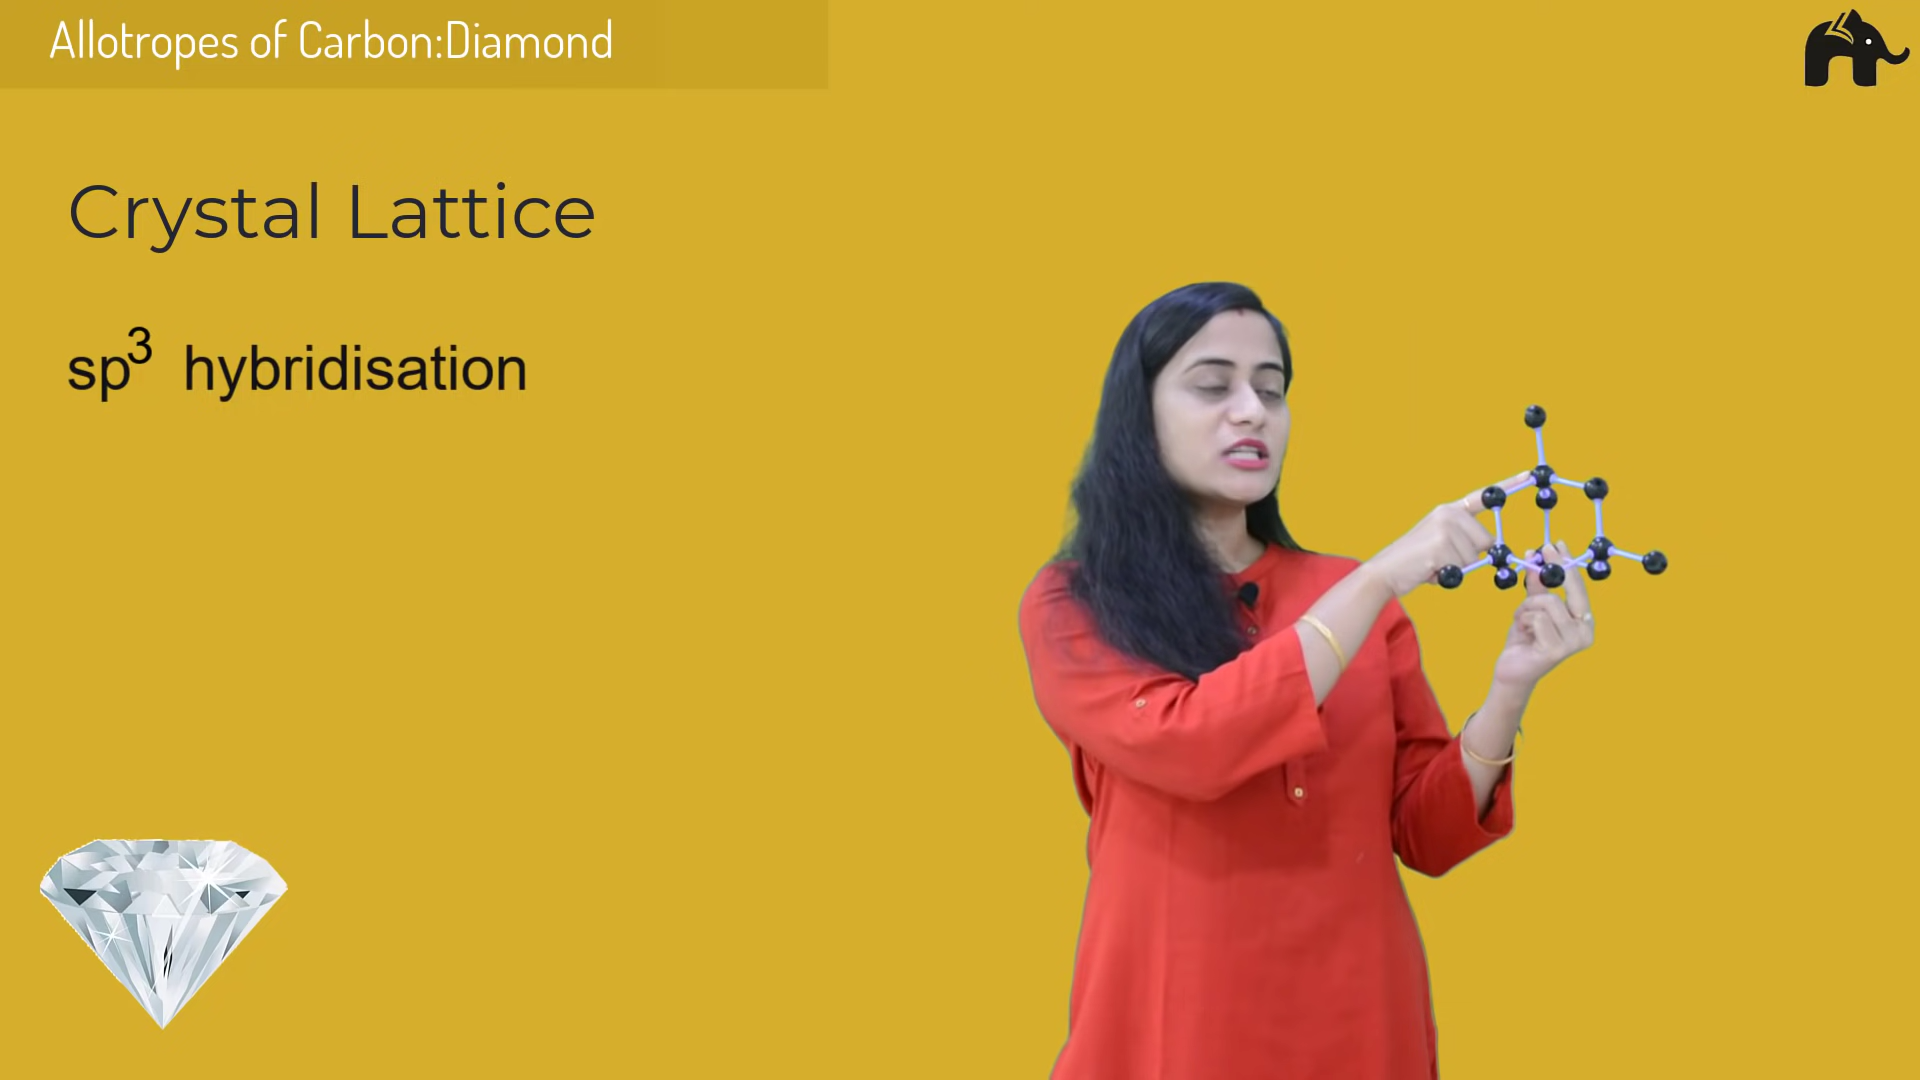 Allotropes of Carbon:Diamond
Crystal Lattice
sp³ hybridisation